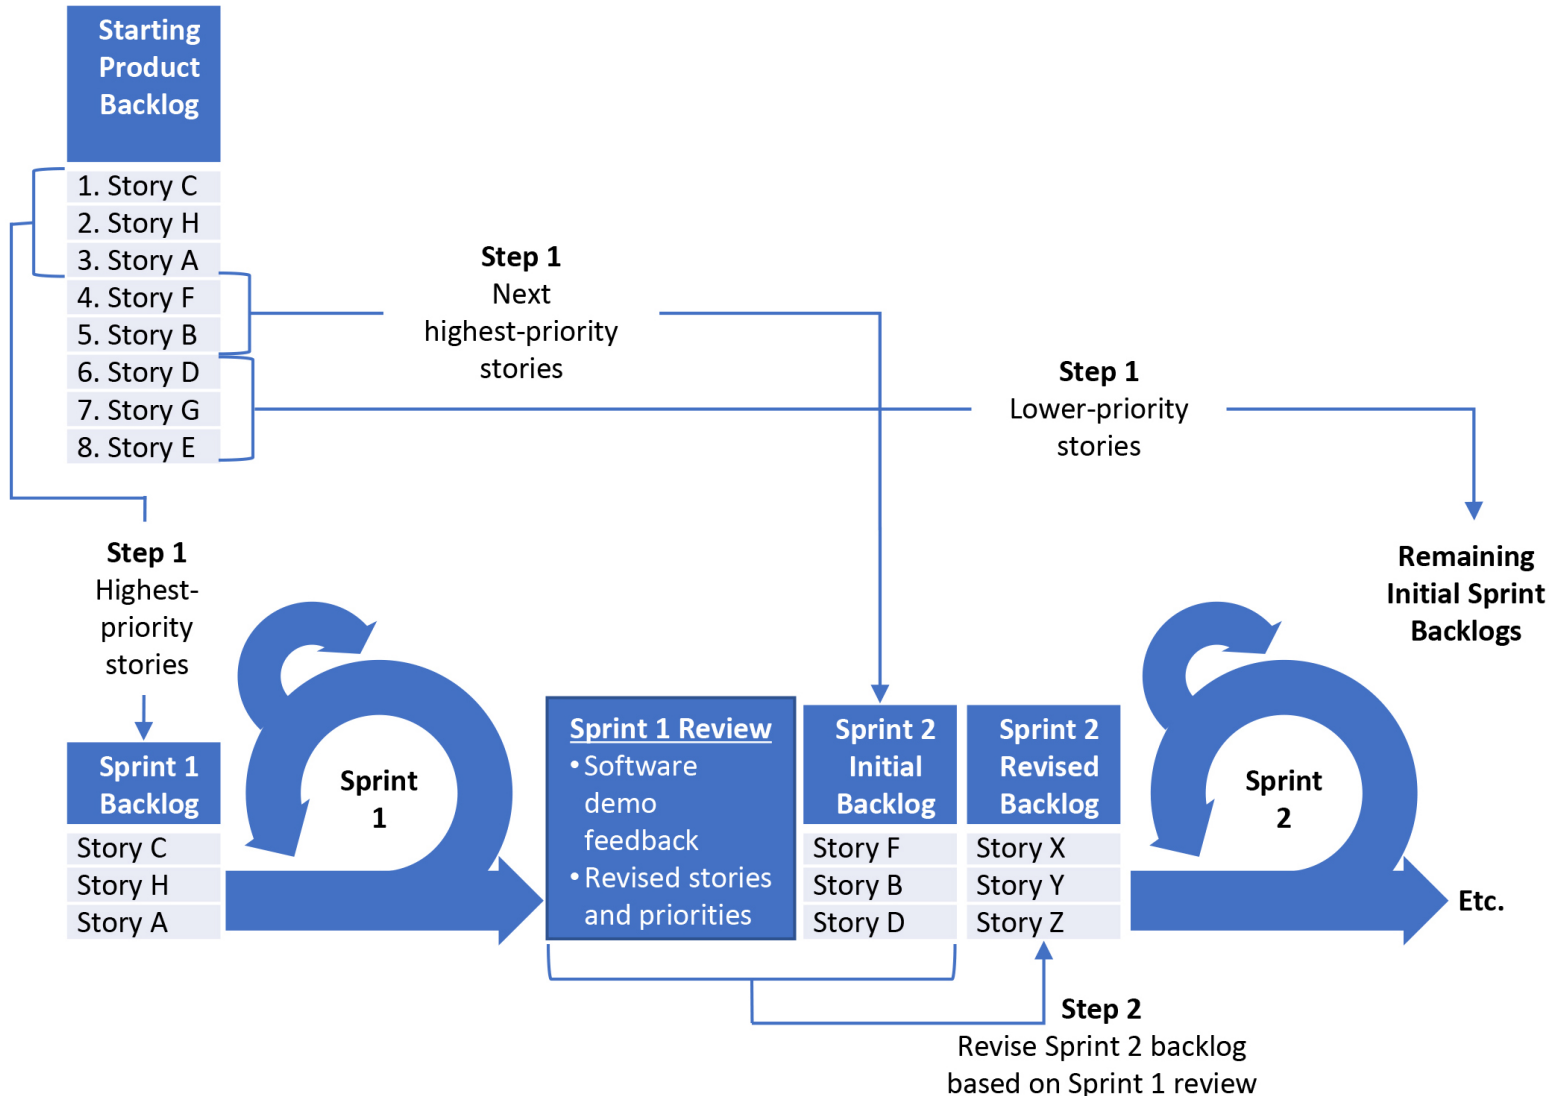 Starting
Product
Backlog
1. Story C
2. Story H
3. Story A
4. Story F
5. Story B
6. Story D
7. Story G
8. Story E
Step 1
Next
highest-priority
stories
Step 1
Lower-priority
stories
Remaining
Initial Sprint
Backlogs
Step 1
Highest-
priority
stories
Sprint 1
Backlog
Story C
Story H
Story A
Sprint
1
Sprint 1 Review
• Software
demo
feedback
• Revised stories
and priorities
Sprint 2
Initial
Backlog
Story F
Story B
Story D
Sprint 2
Revised
Backlog
Story X
Story Y
Story Z
Sprint
2
Etc.
Step 2
Revise Sprint 2 backlog
based on Sprint 1 review